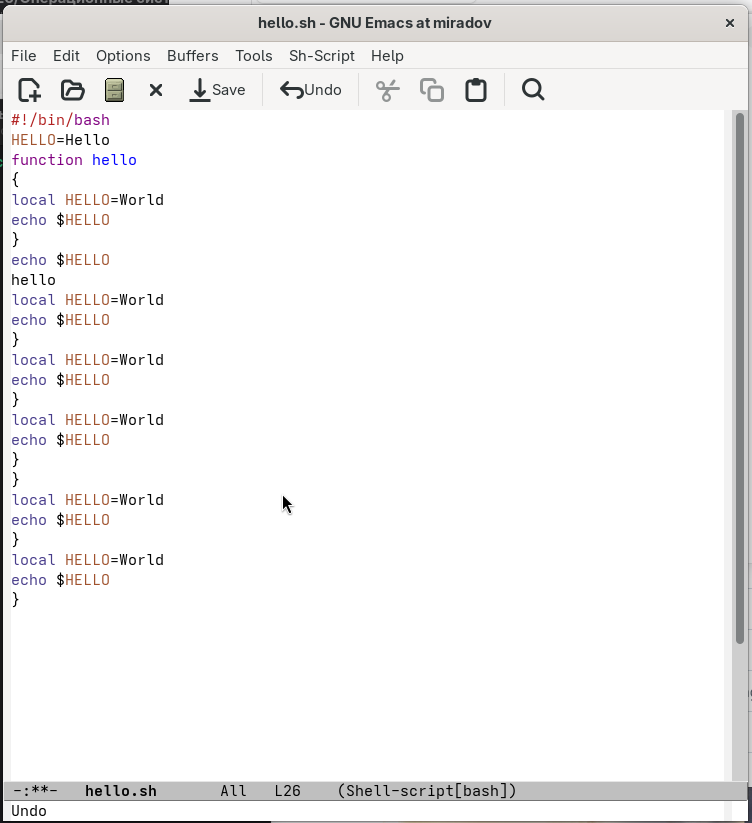 hello.sh - GNU Emacs at miradov
File Edit Options Buffers Tools Sh-Script Help
Save Undo
#!/bin/bash
HELLO=Hello
function hello
{
local HELLO=World
echo $HELLO
}
echo $HELLO
hello
local HELLO=World
echo $HELLO
}
local HELLO=World
echo $HELLO
}
local HELLO=World
echo $HELLO
}
}
local HELLO=World
echo $HELLO
}
local HELLO=World
echo $HELLO
}
-:**- hello.sh All L26 (Shell-script[bash])
Undo